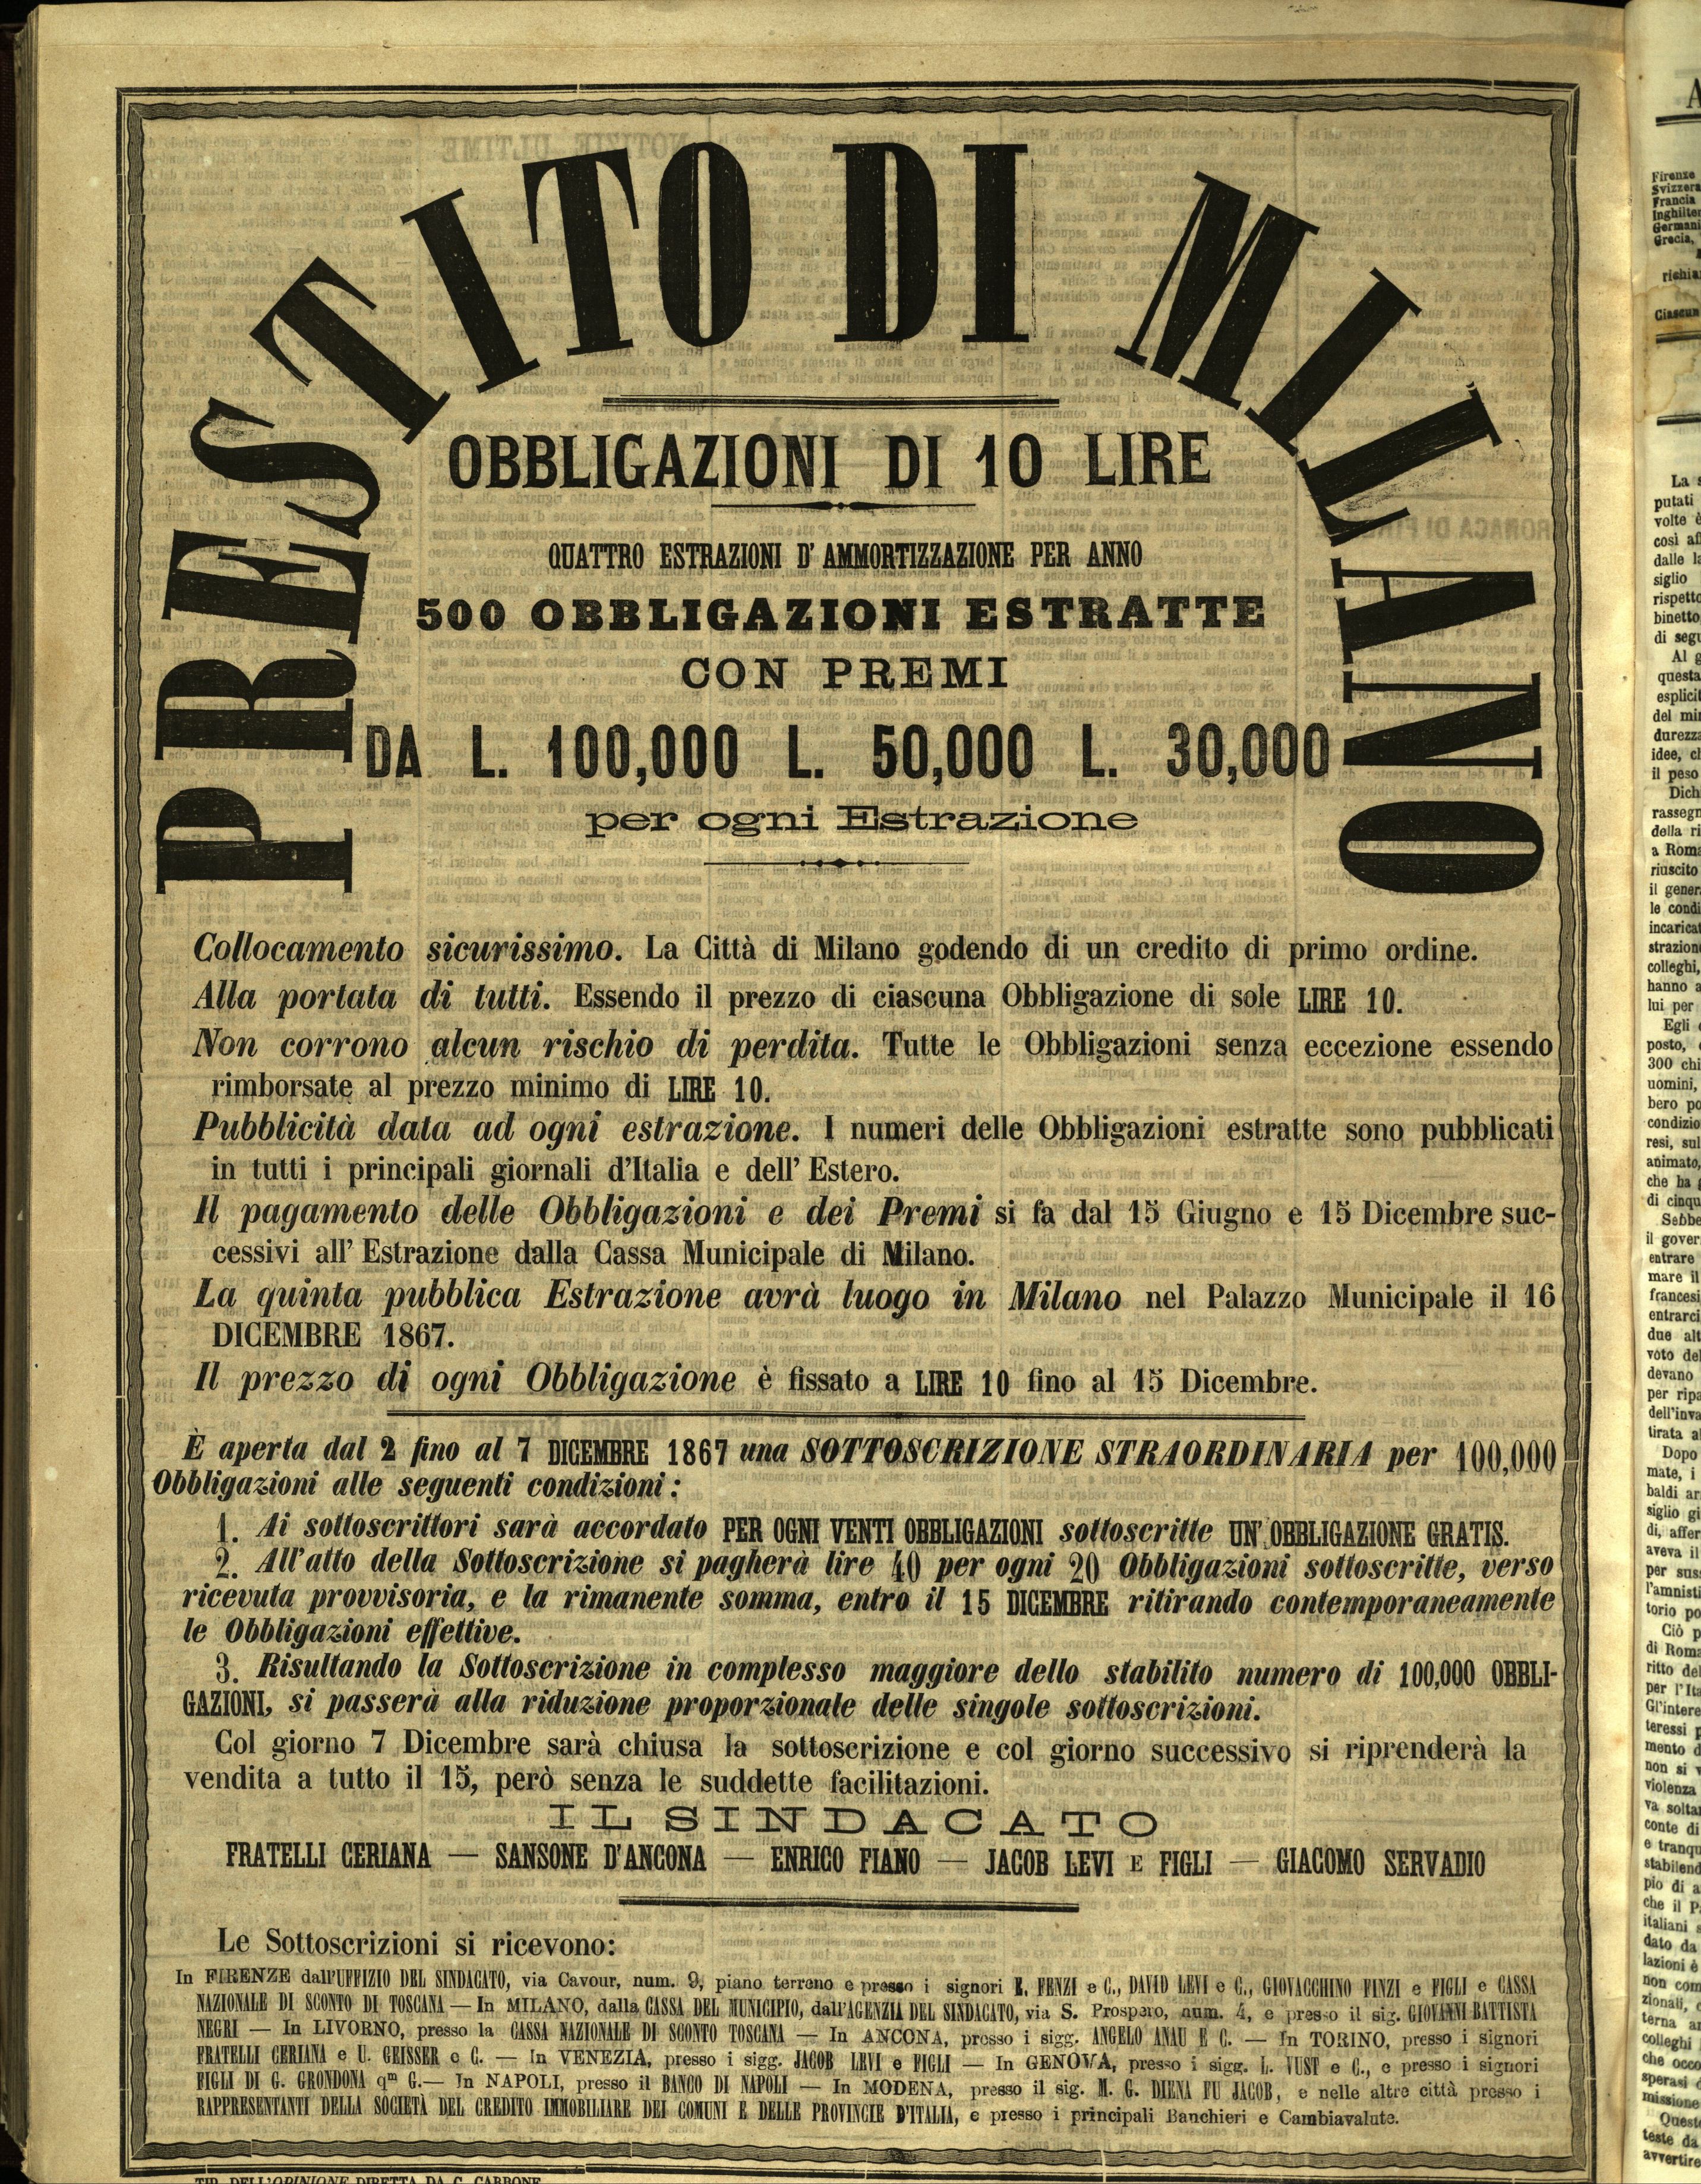 PRESTITO DI MILANO
OBBLIGAZIONI DI 10 LIRE
QUATTRO ESTRAZIONI D' AMMORTIZZAZIONE PER ANNO
500 OBBLIGAZIONI ESTRATTE
CON PREMI
DA L. 100,000 L. 50,000 L. 30,000
per ogni Estrazione
Collocamento sicurissimo. La Città di Milano godendo di un credito di primo ordine.
Alla portata di tutti. Essendo il prezzo di ciascuna Obbligazione di sole LIRE 10.
Non corrono alcun rischio di perdita. Tutte le Obbligazioni senza eccezione essendo
rimborsate al prezzo minimo di LIRE 10.
Pubblicità data ad ogni estrazione. I numeri delle Obbligazioni estratte sono pubblicati
in tutti i principali giornali d'Italia e dell' Estero.
Il pagamento delle Obbligazioni e dei Premi si fa dal 15 Giugno e 15 Dicembre suc-
cessivi all' Estrazione dalla Cassa Municipale di Milano.
La quinta pubblica Estrazione avrà luogo in Milano nel Palazzo Municipale il 16
DICEMBRE 1867.
Il prezzo di ogni Obbligazione è fissato a LIRE 10 fino al 15 Dicembre.
È aperta dal 2 fino al 7 DICEMBRE 1867 una SOTTOSCRIZIONE STRAORDINARIA per 100,000
Obbligazioni alle seguenti condizioni:
1. Ai sottoscrittori sarà accordato PER OGNI VENTI OBBLIGAZIONI sottoscritte UN' OBBLIGAZIONE GRATIS.
2. All'atto della Sottoscrizione si pagherà lire 40 per ogni 20 Obbligazioni sottoscritte, verso
ricevuta provvisoria, e la rimanente somma, entro il 15 DICEMBRE ritirando contemporaneamente
le Obbligazioni effettive.
3. Risultando la Sottoscrizione in complesso maggiore dello stabilito numero di 100,000 OBBLI-
GAZIONI, si passerà alla riduzione proporzionale delle singole sottoscrizioni.
Col giorno 7 Dicembre sarà chiusa la sottoscrizione e col giorno successivo si riprenderà la
vendita a tutto il 15, però senza le suddette facilitazioni.
IL SINDACATO
FRATELLI CERIANA — SANSONE D'ANCONA — ENRICO FIANO — JACOB LEVI E FIGLI — GIACOMO SERVADIO
Le Sottoscrizioni si ricevono:
In FIRENZE dall'UFFIZIO DEL SINDACATO, via Cavour, num. 9, piano terreno e presso i signori E. FENZI e C., DAVID LEVI e C., GIOVACCHINO FINZI e FIGLI e CASSA
NAZIONALE DI SCONTO DI TOSCANA — In MILANO, dalla CASSA DEL MUNICIPIO, dall'AGENZIA DEL SINDACATO, via S. Prospero, num. 4, e presso il sig. GIOVANNI BATTISTA
NEGRI — In LIVORNO, presso la CASSA NAZIONALE DI SCONTO TOSCANA — In ANCONA, presso i sigg. ANGELO ANAU E C. — In TORINO, presso i signori
FRATELLI CERIANA e U. GEISSER e C. — In VENEZIA, presso i sigg. JACOB LEVI e FIGLI — In GENOVA, presso i sigg. L. VUST e C., e presso i signori
FIGLI DI G. GRONDONA qm G.— In NAPOLI, presso il BANCO DI NAPOLI — In MODENA, presso il sig. M. G. DIENA FU JACOB, e nelle altre città presso i
RAPPRESENTANTI DELLA SOCIETÀ DEL CREDITO IMMOBILIARE DEI COMUNI E DELLE PROVINCIE D'ITALIA, e presso i principali Banchieri e Cambiavalute.
TIP. DELL'OPINIONE DIRETTA DA C. CARBONE